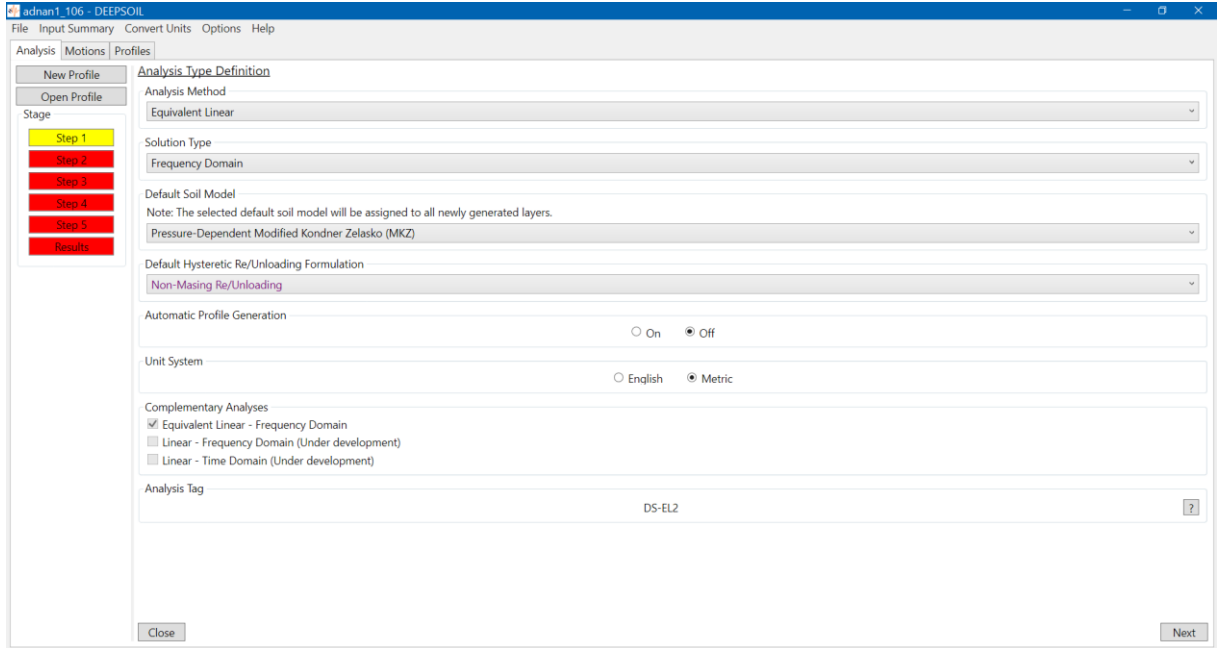 adnan1_106 - DEEPSOIL
File Input Summary Convert Units Options Help
Analysis Motions Profiles
New Profile
Open Profile
Stage
Step 1
Step 2
Step 3
Step 4
Step 5
Results
Analysis Type Definition
Analysis Method
Equivalent Linear
Solution Type
Frequency Domain
Default Soil Model
Note: The selected default soil model will be assigned to all newly generated layers.
Pressure-Dependent Modified Kondner Zelasko (MKZ)
Default Hysteretic Re/Unloading Formulation
Non-Masing Re/Unloading
Automatic Profile Generation
On Off
Unit System
English Metric
Complementary Analyses
Equivalent Linear - Frequency Domain
Linear - Frequency Domain (Under development)
Linear - Time Domain (Under development)
Analysis Tag
DS-EL2 ?
Close Next